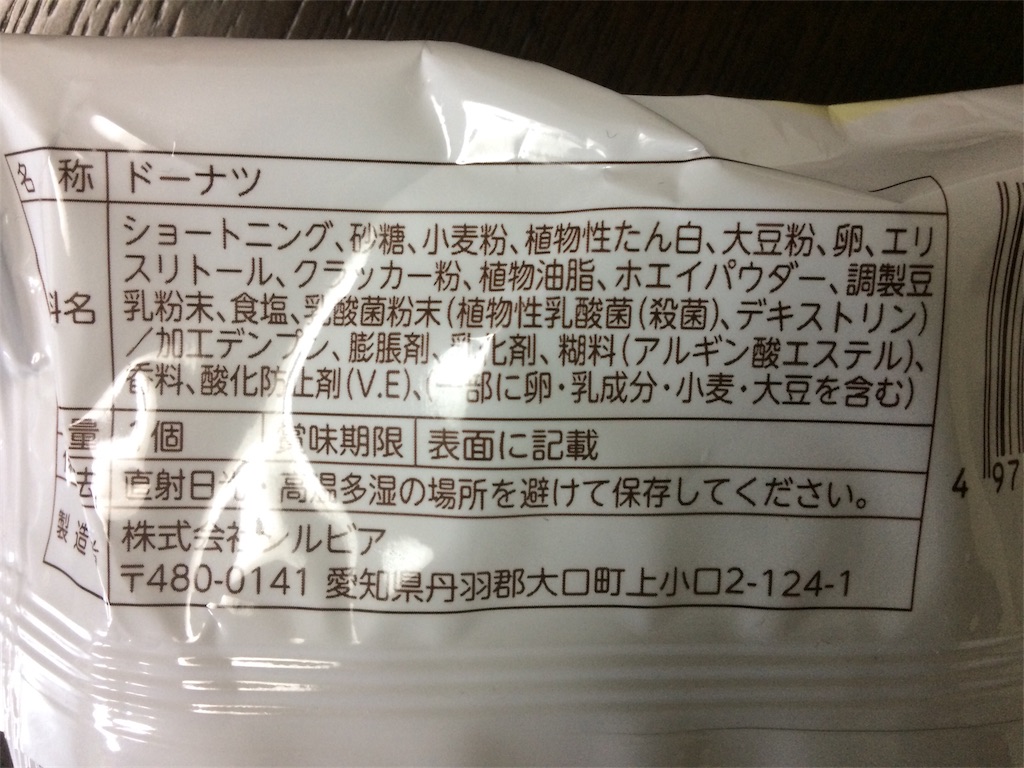 名 称 ドーナツ
料名
ショートニング、砂糖、小麦粉、植物性たん白、大豆粉、卵、エリ
スリトール、クラッカー粉、植物油脂、ホエイパウダー、調製豆
乳粉末、食塩、乳酸菌粉末(植物性乳酸菌(殺菌)、デキストリン)
/加工デンプン、膨脹剤、乳化剤、糊料(アルギン酸エステル)、
香料、酸化防止剤(V.E)、(一部に卵・乳成分・小麦・大豆を含む)
量 個 賞味期限 表面に記載
直射日光 高温多湿の場所を避けて保存してください。
製造 株式会社シルビア
〒480-0141 愛知県丹羽郡大口町上小口2-124-1
4 97